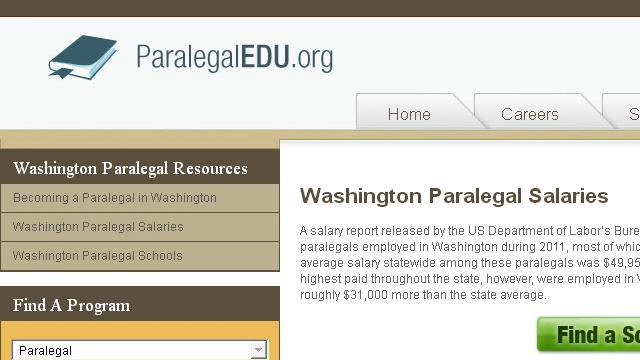 ParalegalEDU.org
Home
Careers
S
Washington Paralegal Resources
Becoming a Paralegal in Washington
Washington Paralegal Salaries
Washington Paralegal Schools
Find A Program
Paralegal
Washington Paralegal Salaries
A salary report released by the US Department of Labor's Bure
paralegals employed in Washington during 2011, most of whic
average salary statewide among these paralegals was $49,95
highest paid throughout the state, however, were employed in
roughly $31,000 more than the state average.
Find a Sc